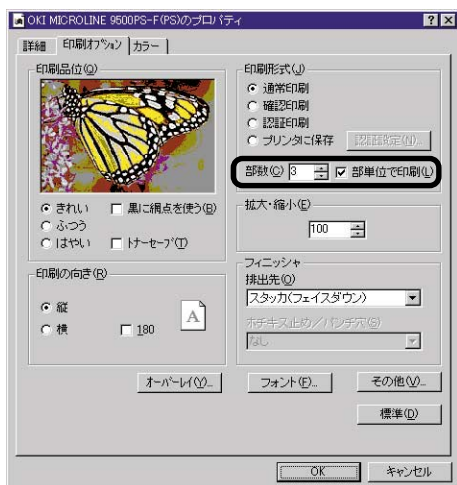 OKI MICROLINE 9500PS-F(PS)のプロパティ
詳細 印刷オプション カラー
印刷品位(Q)
きれい
ふつう
はやい
黒に網点を使う(B)
トナーセーブ(T)
印刷の向き(R)
縦
横
180
A
印刷形式(J)
通常印刷
確認印刷
認証印刷
プリンタに保存 認証設定(N)...
部数(C) 3 部単位で印刷(L)
拡大・縮小(E)
100
フィニッシャ
排出先(O)
スタッカ(フェイスダウン)
ホチキス止め/パンチ穴(S)
なし
オーバーレイ(Y)... フォント(F)... その他(V)...
標準(D)
OK キャンセル